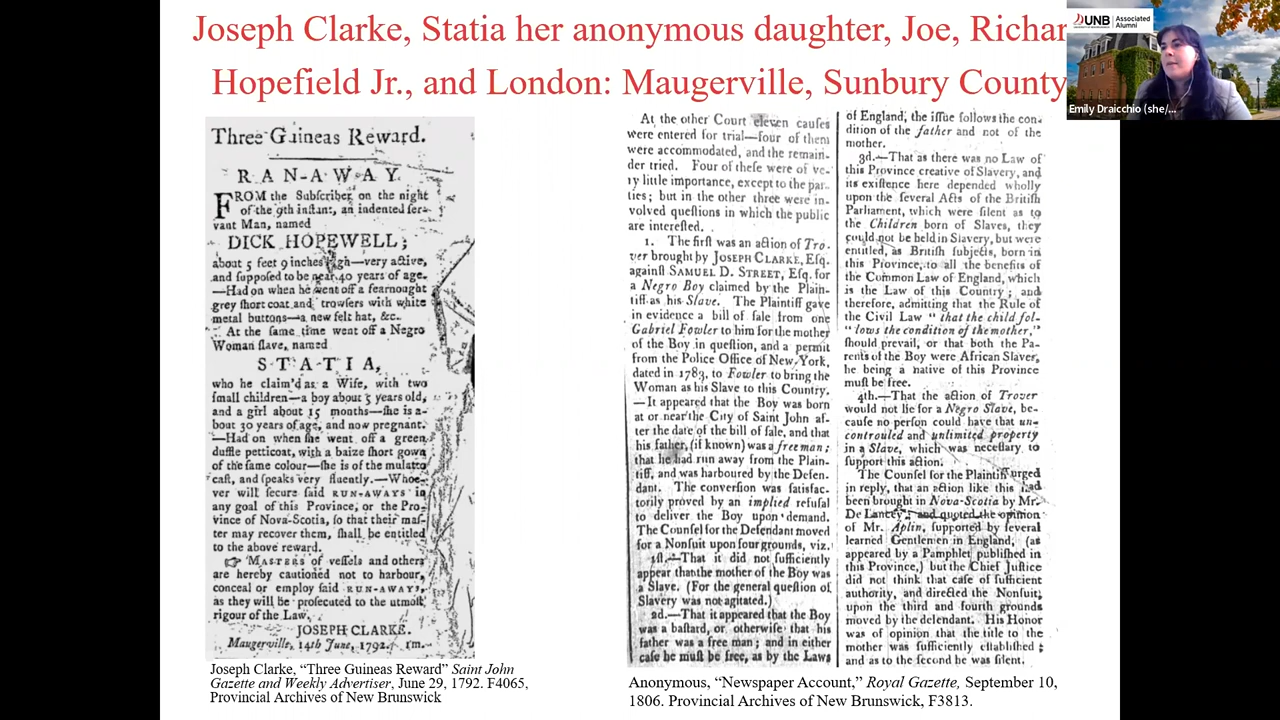 Joseph Clarke, Statia her anonymous daughter, Joe, Richar
Hopefield Jr., and London: Maugerville, Sunbury County
UNB Associated
Alumni
Emily Draicchio (she/...
Three Guineas Reward.
RAN-AWAY
FROM the Subscriber on the night
of the 9th instant, an indented ser-
vant Man, named
DICK HOPEWELL;
about 5 feet 9 inches high—very active,
and supposed to be near 40 years of age.
—Had on when he went off a fearnought
grey short coat and trowsers with white
metal buttons—a new felt hat, &c.
At the same time went off a Negro
Woman slave, named
STATIA,
who he claim'd as a Wife, with two
small children—a boy about 5 years old,
and a girl about 15 months—she is a-
bout 30 years of age, and now pregnant.
—Had on when she went off a green
duffle petticoat, with a baize short gown
of the same colour—she is of the mulatto
cast, and speaks very fluently.—Whoe-
ver will secure said RUN-AWAYS in
any goal of this Province, or the Pro-
vince of Nova-Scotia, so that their mas-
ter may recover them, shall be entitled
to the above reward.
☞ MASTERS of vessels and others
are hereby cautioned not to harbour,
conceal or employ said RUN-AWAYS,
as they will be prosecuted to the utmost
rigour of the Law.
JOSEPH CLARKE.
Maugerville, 14th June, 1792. 1m.
Joseph Clarke, “Three Guineas Reward” Saint John
Gazette and Weekly Advertiser, June 29, 1792. F4065,
Provincial Archives of New Brunswick
At the other Court eleven causes
were entered for trial—four of them
were accommodated, and the remain-
der tried. Four of these were of ve-
ry little importance, except to the par-
ties; but in the other three were in-
volved questions in which the public
are interested.
1. The first was an action of Tro-
ver brought by JOSEPH CLARKE, Esq.
against SAMUEL D. STREET, Esq. for
a Negro Boy claimed by the Plain-
tiff as his Slave. The Plaintiff gave
in evidence a bill of sale from one
Gabriel Fowler to him for the mother
of the Boy in question, and a permit
from the Police Office of New-York,
dated in 1783, to Fowler to bring the
Woman as his Slave to this Country.
—It appeared that the Boy was born
at or near the City of Saint John af-
ter the date of the bill of sale, and that
his father, (if known) was a free man;
that he had run away from the Plain-
tiff, and was harboured by the Defen-
dant. The conversion was satisfac-
torily proved by an implied refusal
to deliver the Boy upon demand.
The Counsel for the Defendant moved
for a Nonsuit upon four grounds, viz.
1st.—That it did not sufficiently
appear that the mother of the Boy was
a Slave. (For the general question of
Slavery was not agitated.)
2d.—That it appeared that the Boy
was a bastard, or otherwise that his
father was a free man; and in either
case he must be free, as by the Laws
of England, the issue follows the con-
dition of the father and not of the
mother.
3d.—That as there was no Law of
this Province creative of Slavery, and
its existence here depended wholly
upon the several Acts of the British
Parliament, which were silent as to
the Children born of Slaves, they
could not be held in Slavery, but were
entitled, as British subjects, born in
this Province, to all the benefits of
the Common Law of England, which
is the Law of this Country; and
therefore, admitting that the Rule of
the Civil Law “ that the child fol-
“ lows the condition of the mother,”
should prevail, or that both the Pa-
rents of the Boy were African Slaves,
he being a native of this Province
must be free.
4th.—That the action of Trover
would not lie for a Negro Slave, be-
cause no person could have that un-
controuled and unlimited property
in a Slave, which was necessary to
support this action.
The Counsel for the Plaintiff urged
in reply, that an action like this had
been brought in Nova-Scotia by Mr.
De Lancey; and quoted the opinion
of Mr. Aplin, supported by several
learned Gentlemen in England, (as
appeared by a Pamphlet published in
this Province,) but the Chief Justice
did not think that case of sufficient
authority, and directed the Nonsuit,
upon the third and fourth grounds
moved by the defendant. His Honor
was of opinion that the title to the
mother was sufficiently established;
and as to the second he was silent.
Anonymous, “Newspaper Account,” Royal Gazette, September 10,
1806. Provincial Archives of New Brunswick, F3813.